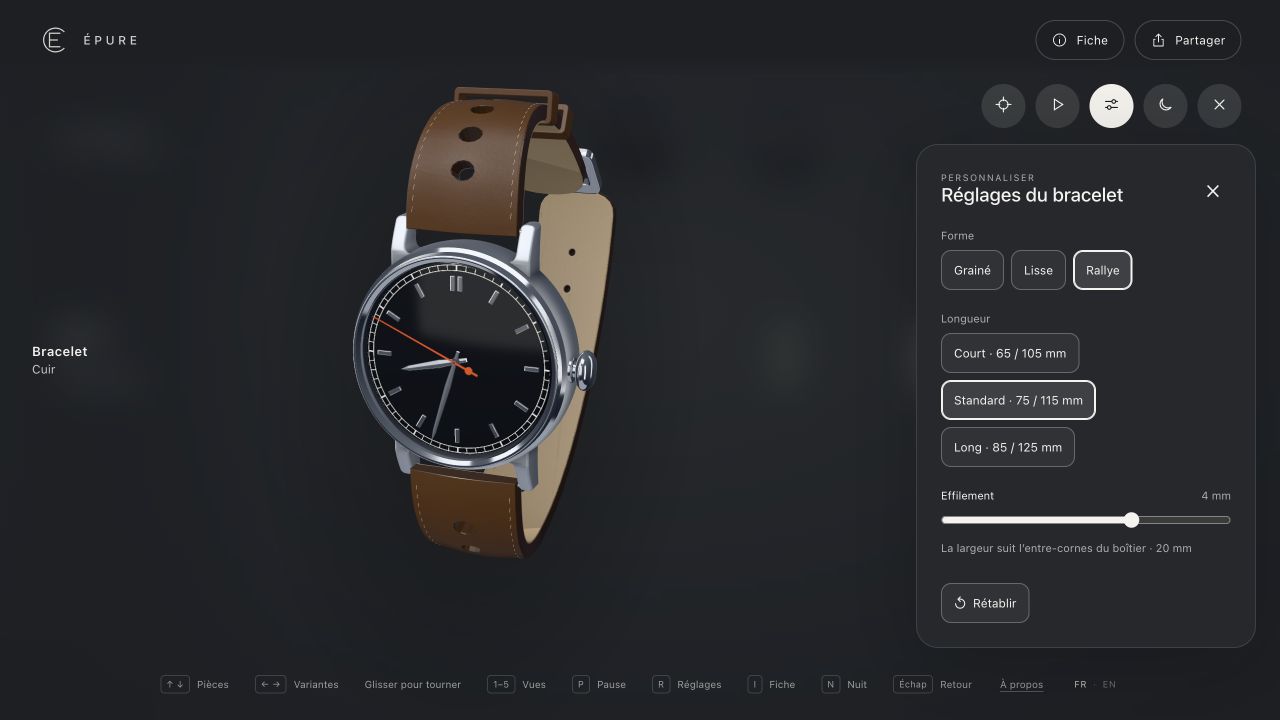 ÉPURE
Fiche
Partager
PERSONNALISER
Réglages du bracelet
Forme
Grainé
Lisse
Rallye
Longueur
Court · 65 / 105 mm
Standard · 75 / 115 mm
Long · 85 / 125 mm
Effilement 4 mm
La largeur suit l'entre-cornes du boîtier · 20 mm
Rétablir
Bracelet
Cuir
↑ ↓ Pièces ← → Variantes Glisser pour tourner 1–5 Vues P Pause R Réglages I Fiche N Nuit Échap Retour À propos FR · EN